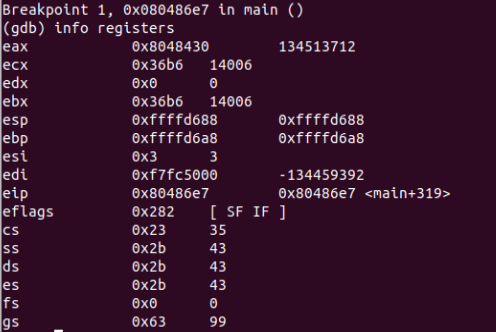 Breakpoint 1, 0x080486e7 in main ()
(gdb) info registers
eax 0x8048430 134513712
ecx 0x36b6 14006
edx 0x0 0
ebx 0x36b6 14006
esp 0xffffd688 0xffffd688
ebp 0xffffd6a8 0xffffd6a8
esi 0x3 3
edi 0xf7fc5000 -134459392
eip 0x80486e7 0x80486e7 <main+319>
eflags 0x282 [ SF IF ]
cs 0x23 35
ss 0x2b 43
ds 0x2b 43
es 0x2b 43
fs 0x0 0
gs 0x63 99